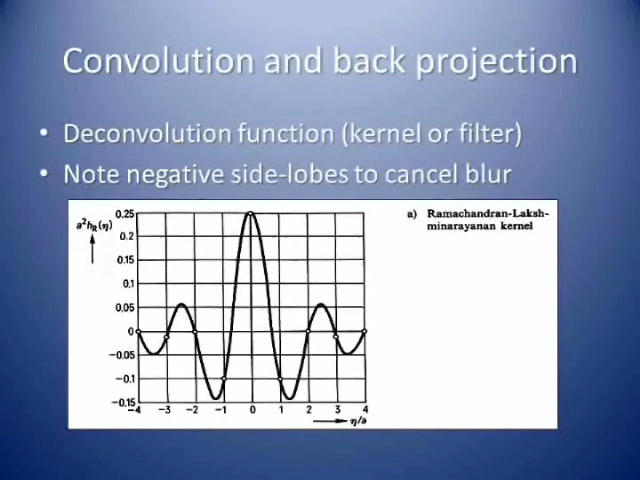 Convolution and back projection
• Deconvolution function (kernel or filter)
• Note negative side-lobes to cancel blur
a²hR(η)
0.25
0.2
0.15
0.1
0.05
0
−0.05
−0.1
−0.15
−4 −3 −2 −1 0 1 2 3 4
η/a
a) Ramachandran-Laksh-
minarayanan kernel